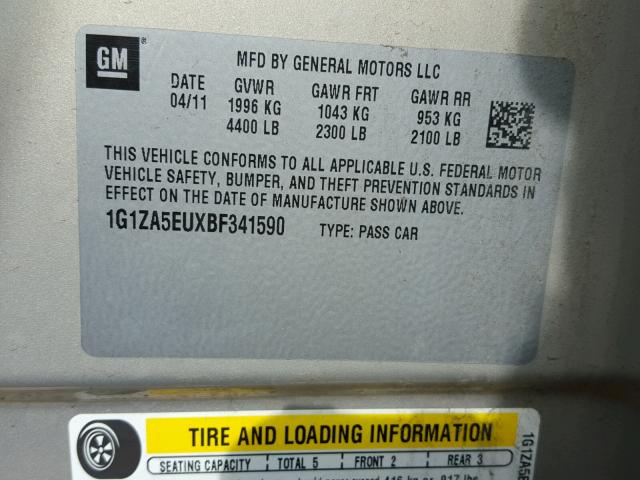 GM
MFD BY GENERAL MOTORS LLC
DATE GVWR GAWR FRT GAWR RR
04/11 1996 KG 1043 KG 953 KG
4400 LB 2300 LB 2100 LB
THIS VEHICLE CONFORMS TO ALL APPLICABLE U.S. FEDERAL MOTOR
VEHICLE SAFETY, BUMPER, AND THEFT PREVENTION STANDARDS IN
EFFECT ON THE DATE OF MANUFACTURE SHOWN ABOVE.
1G1ZA5EUXBF341590 TYPE: PASS CAR
TIRE AND LOADING INFORMATION
SEATING CAPACITY TOTAL 5 FRONT 2 REAR 3
1G1ZA5E